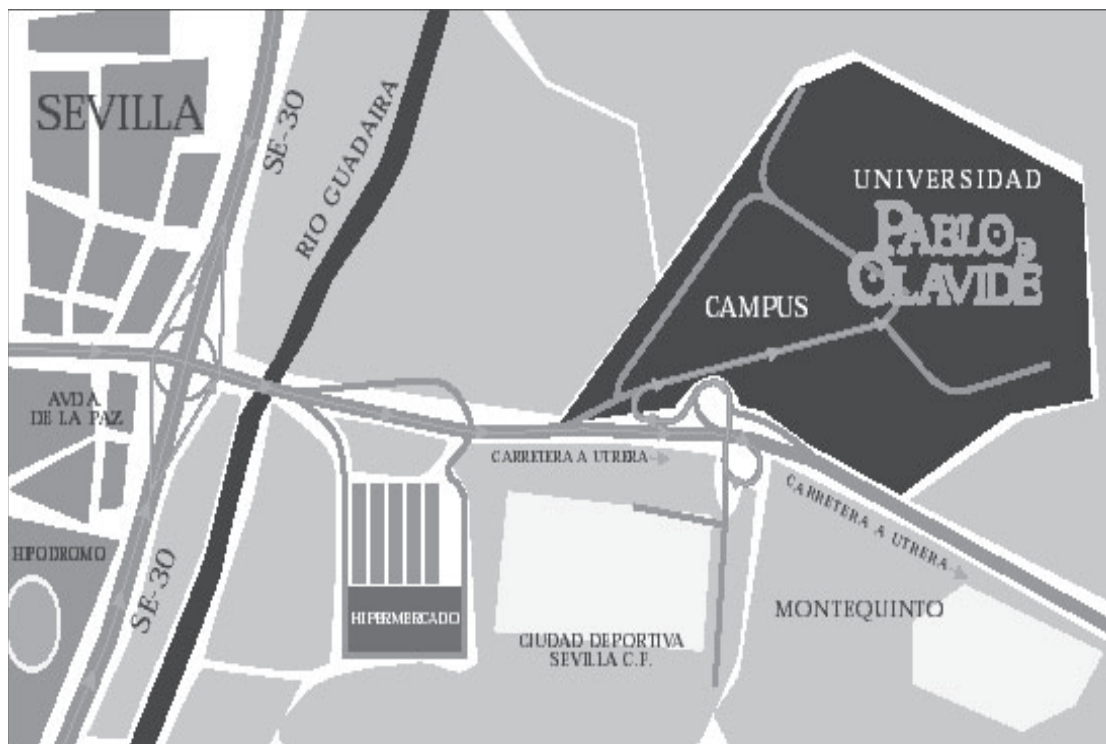 SEVILLA
SE-30
RIO GUADAIRA
UNIVERSIDAD
PABLO DE
OLAVIDE
CAMPUS
AVDA
DE LA PAZ
CARRETERA A UTRERA
CARRETERA A UTRERA
HIPODROMO
SE-30
HIPERMERCADO
CIUDAD DEPORTIVA
SEVILLA C.F.
MONTEQUINTO